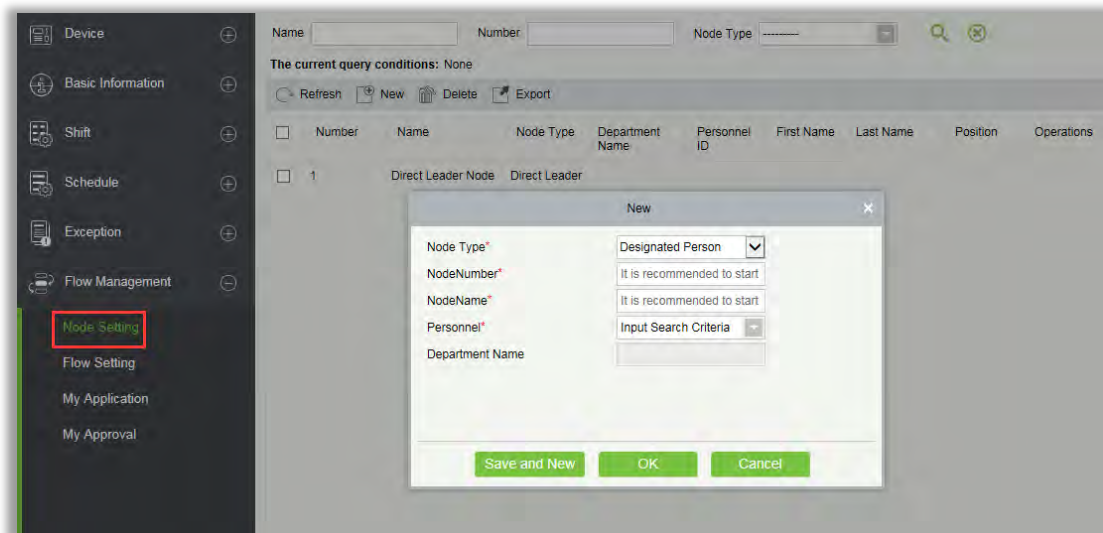 Device
Basic Information
Shift
Schedule
Exception
Flow Management
Node Setting
Flow Setting
My Application
My Approval
Name Number Node Type ---------
The current query conditions: None
Refresh New Delete Export
Number Name Node Type Department Name Personnel ID First Name Last Name Position Operations
1 Direct Leader Node Direct Leader
New
Node Type* Designated Person
NodeNumber* It is recommended to start
NodeName* It is recommended to start
Personnel* Input Search Criteria
Department Name
Save and New OK Cancel